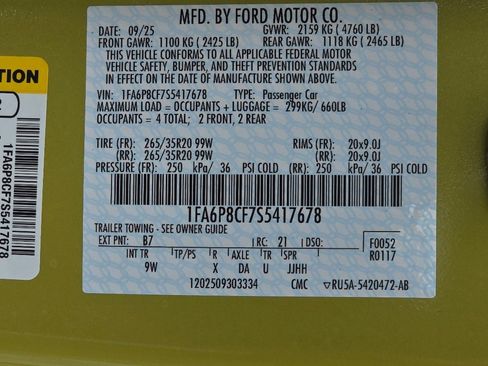 MFD. BY FORD MOTOR CO.
DATE: 09/25 GVWR: 2159 KG ( 4760 LB)
FRONT GAWR: 1100 KG ( 2425 LB) REAR GAWR: 1118 KG ( 2465 LB)
THIS VEHICLE CONFORMS TO ALL APPLICABLE FEDERAL MOTOR
VEHICLE SAFETY, BUMPER, AND THEFT PREVENTION STANDARDS
IN EFFECT ON THE DATE OF MANUFACTURE SHOWN ABOVE.
VIN: 1FA6P8CF7S5417678 TYPE: Passenger Car
MAXIMUM LOAD = OCCUPANTS + LUGGAGE = 299KG/ 660LB
OCCUPANTS = 4 TOTAL; 2 FRONT, 2 REAR
TIRE (FR): 265/35R20 99W RIMS (FR): 20x9.0J
(RR): 265/35R20 99W (RR): 20x9.0J
PRESSURE (FR): 250 kPa/ 36 PSI COLD (RR): 250 kPa/ 36 PSI COLD
1FA6P8CF7S5417678
TRAILER TOWING - SEE OWNER GUIDE
EXT PNT: B7 RC: 21 DSO: F0052
INT TR TP/PS R AXLE TR SPR R0117
9W X DA U JJHH
1202509303334 CMC ▽RU5A-5420472-AB
TION
2
1FA6P8CF7S5417678